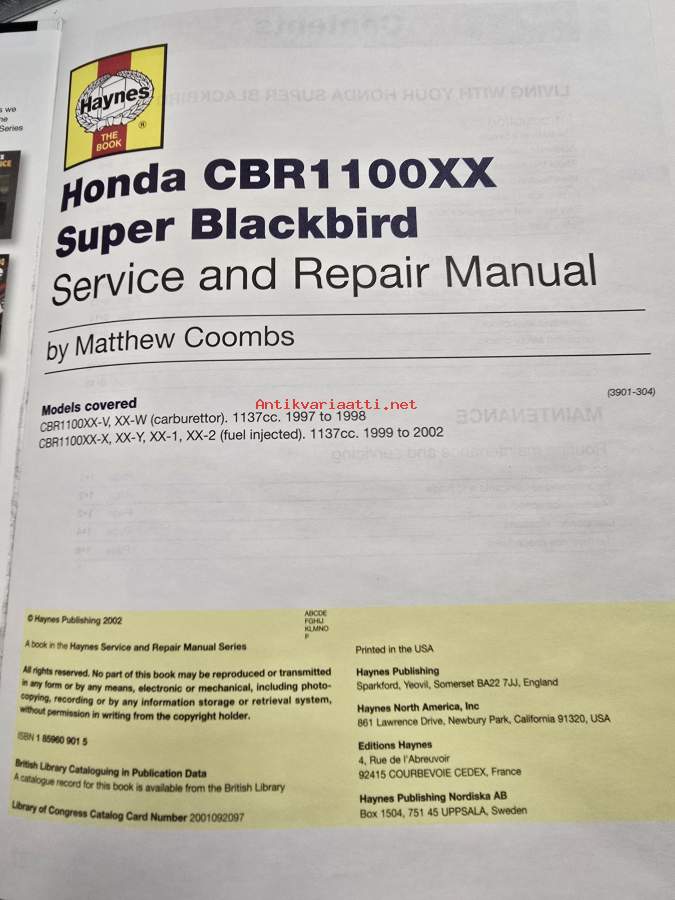 s we
he
Series
Haynes
®
THE
BOOK
Honda CBR1100XX
Super Blackbird
Service and Repair Manual
by Matthew Coombs
(3901-304)
Models covered
Antikvariaatti.net
CBR1100XX-V, XX-W (carburettor). 1137cc. 1997 to 1998
CBR1100XX-X, XX-Y, XX-1, XX-2 (fuel injected). 1137cc. 1999 to 2002
© Haynes Publishing 2002
A book in the Haynes Service and Repair Manual Series
All rights reserved. No part of this book may be reproduced or transmitted
in any form or by any means, electronic or mechanical, including photo-
copying, recording or by any information storage or retrieval system,
without permission in writing from the copyright holder.
ISBN 1 85960 901 5
British Library Cataloguing in Publication Data
A catalogue record for this book is available from the British Library
Library of Congress Catalog Card Number 2001092097
ABCDE
FGHIJ
KLMNO
P
Printed in the USA
Haynes Publishing
Sparkford, Yeovil, Somerset BA22 7JJ, England
Haynes North America, Inc
861 Lawrence Drive, Newbury Park, California 91320, USA
Editions Haynes
4, Rue de l'Abreuvoir
92415 COURBEVOIE CEDEX, France
Haynes Publishing Nordiska AB
Box 1504, 751 45 UPPSALA, Sweden